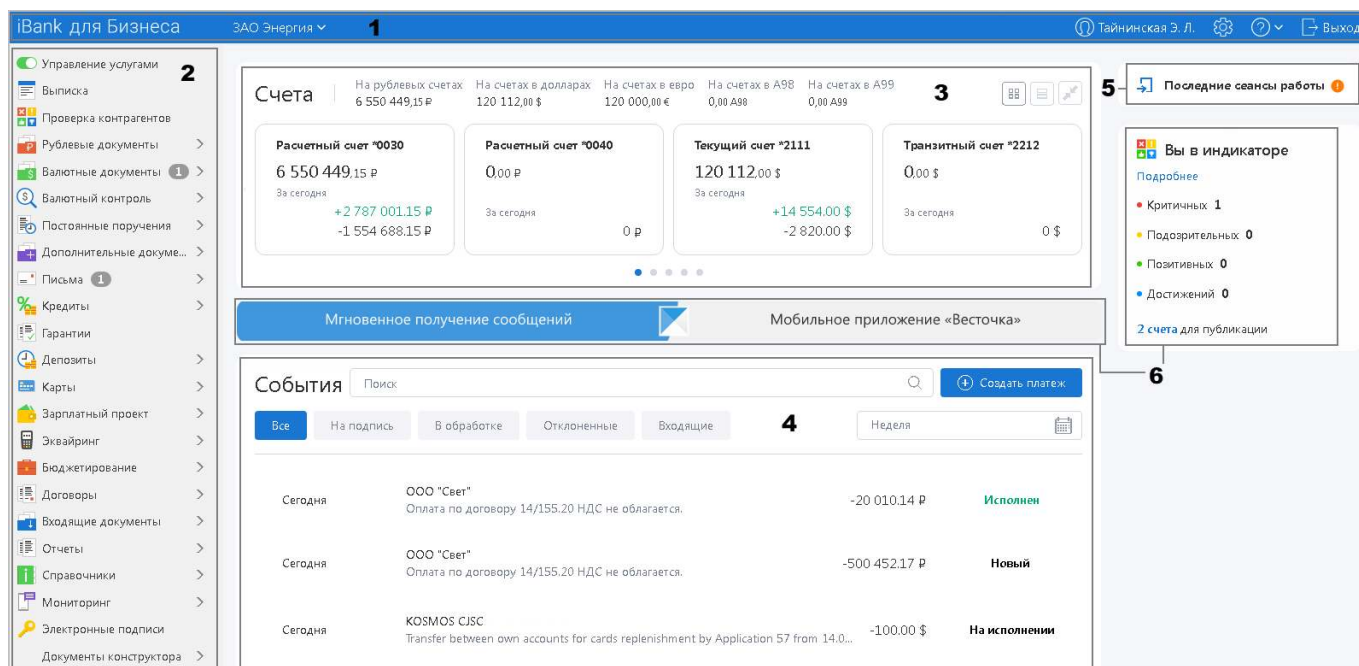 iBank для Бизнеса
ЗАО Энергия
1
Тайнинская Э. Л.
?
Выход
2
Управление услугами
Выписка
Проверка контрагентов
Рублевые документы
Валютные документы 1
Валютный контроль
Постоянные поручения
Дополнительные докуме...
Письма 1
Кредиты
Гарантии
Депозиты
Карты
Зарплатный проект
Эквайринг
Бюджетирование
Договоры
Входящие документы
Отчеты
Справочники
Мониторинг
Электронные подписи
Документы конструктора
Счета
На рублевых счетах На счетах в долларах На счетах в евро На счетах в A98 На счетах в A99
6 550 449,15 ₽ 120 112,00 $ 120 000,00 € 0,00 A98 0,00 A99
3
Расчетный счет *0030
6 550 449,15 ₽
За сегодня
+2 787 001.15 ₽
-1 554 688.15 ₽
Расчетный счет *0040
0,00 ₽
За сегодня
0 ₽
Текущий счет *2111
120 112,00 $
За сегодня
+14 554.00 $
-2 820.00 $
Транзитный счет *2212
0,00 $
За сегодня
0 $
Мгновенное получение сообщений
Мобильное приложение «Весточка»
События
Поиск
Создать платеж
Все На подпись В обработке Отклоненные Входящие
4
Неделя
Сегодня
ООО "Свет"
Оплата по договору 14/155.20 НДС не облагается.
-20 010.14 ₽
Исполнен
Сегодня
ООО "Свет"
Оплата по договору 14/155.20 НДС не облагается.
-500 452.17 ₽
Новый
Сегодня
KOSMOS CJSC
Transfer between own accounts for cards replenishment by Application 57 from 14.0...
-100.00 $
На исполнении
5
Последние сеансы работы
Вы в индикаторе
Подробнее
Критичных 1
Подозрительных 0
Позитивных 0
Достижений 0
2 счета для публикации
6